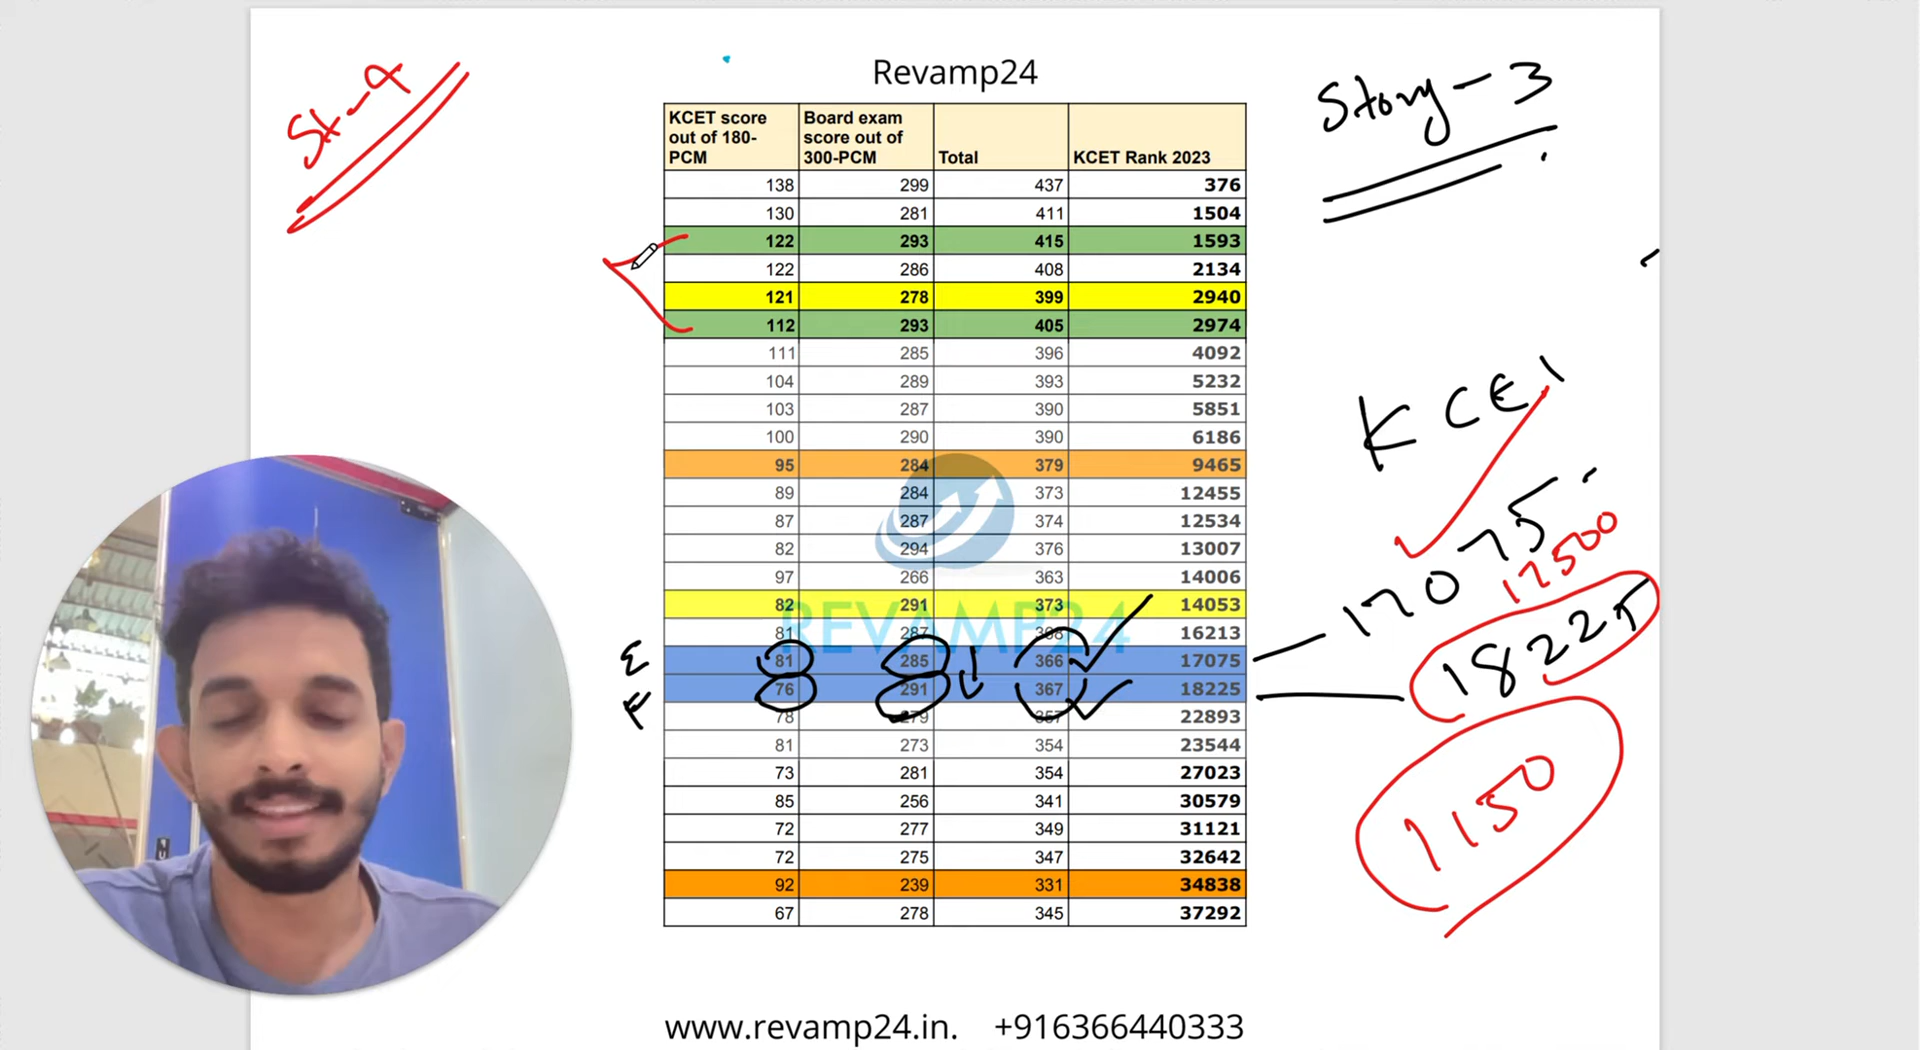 Revamp24
St-4
Story-3
KCET score out of 180-PCM | Board exam score out of 300-PCM | Total | KCET Rank 2023
138 299 437 376
130 281 411 1504
122 293 415 1593
122 286 408 2134
121 278 399 2940
112 293 405 2974
111 285 396 4092
104 289 393 5232
103 287 390 5851
100 290 390 6186
95 284 379 9465
89 284 373 12455
87 287 374 12534
82 294 376 13007
97 266 363 14006
82 291 373 14053
81 287 368 16213
81 285 366 17075
76 291 367 18225
78 279 357 22893
81 273 354 23544
73 281 354 27023
85 256 341 30579
72 277 349 31121
72 275 347 32642
92 239 331 34838
67 278 345 37292
REVAMP24
E
F
KCET
17075
17500
18225
1150
www.revamp24.in. +916366440333